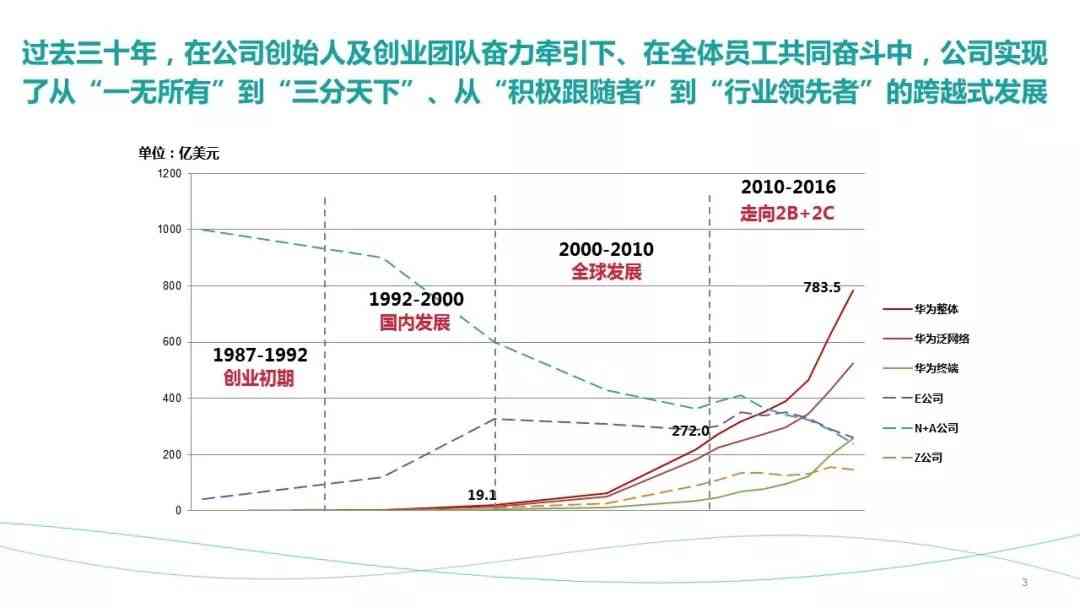 过去三十年，在公司创始人及创业团队奋力牵引下、在全体员工共同奋斗中，公司实现
了从“一无所有”到“三分天下”、从“积极跟随者”到“行业领先者”的跨越式发展
单位：亿美元
1200
1000
800
600
400
200
0
1987-1992
创业初期
1992-2000
国内发展
2000-2010
全球发展
2010-2016
走向2B+2C
19.1
272.0
783.5
华为整体
华为泛网络
华为终端
E公司
N+A公司
Z公司
3